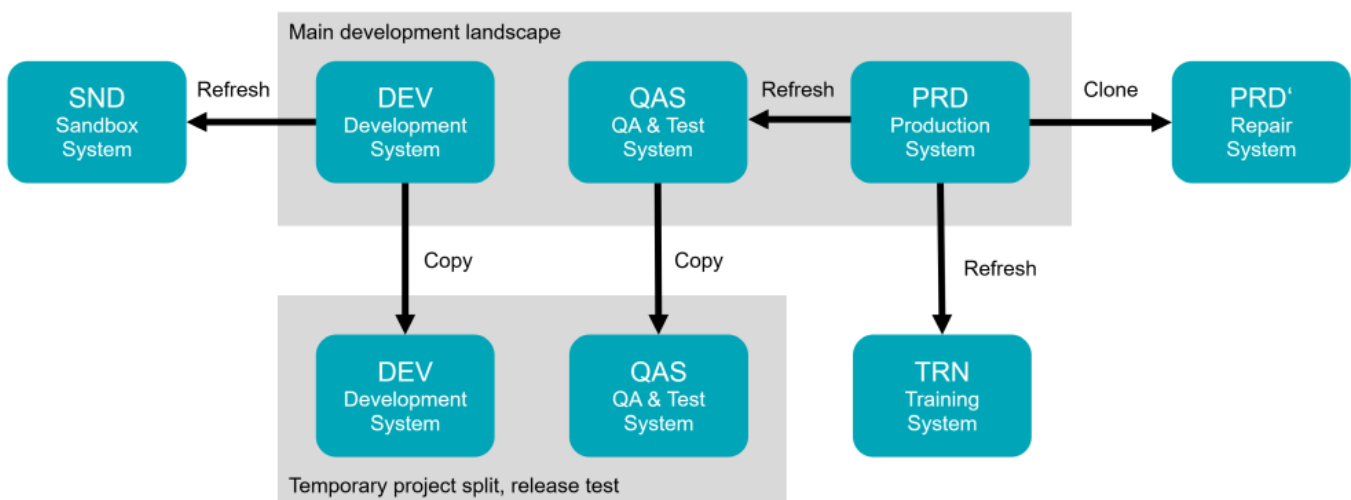 Main development landscape
SND
Sandbox
System
Refresh
DEV
Development
System
QAS
QA & Test
System
Refresh
PRD
Production
System
Clone
PRD‘
Repair
System
Copy
Copy
Refresh
DEV
Development
System
QAS
QA & Test
System
TRN
Training
System
Temporary project split, release test